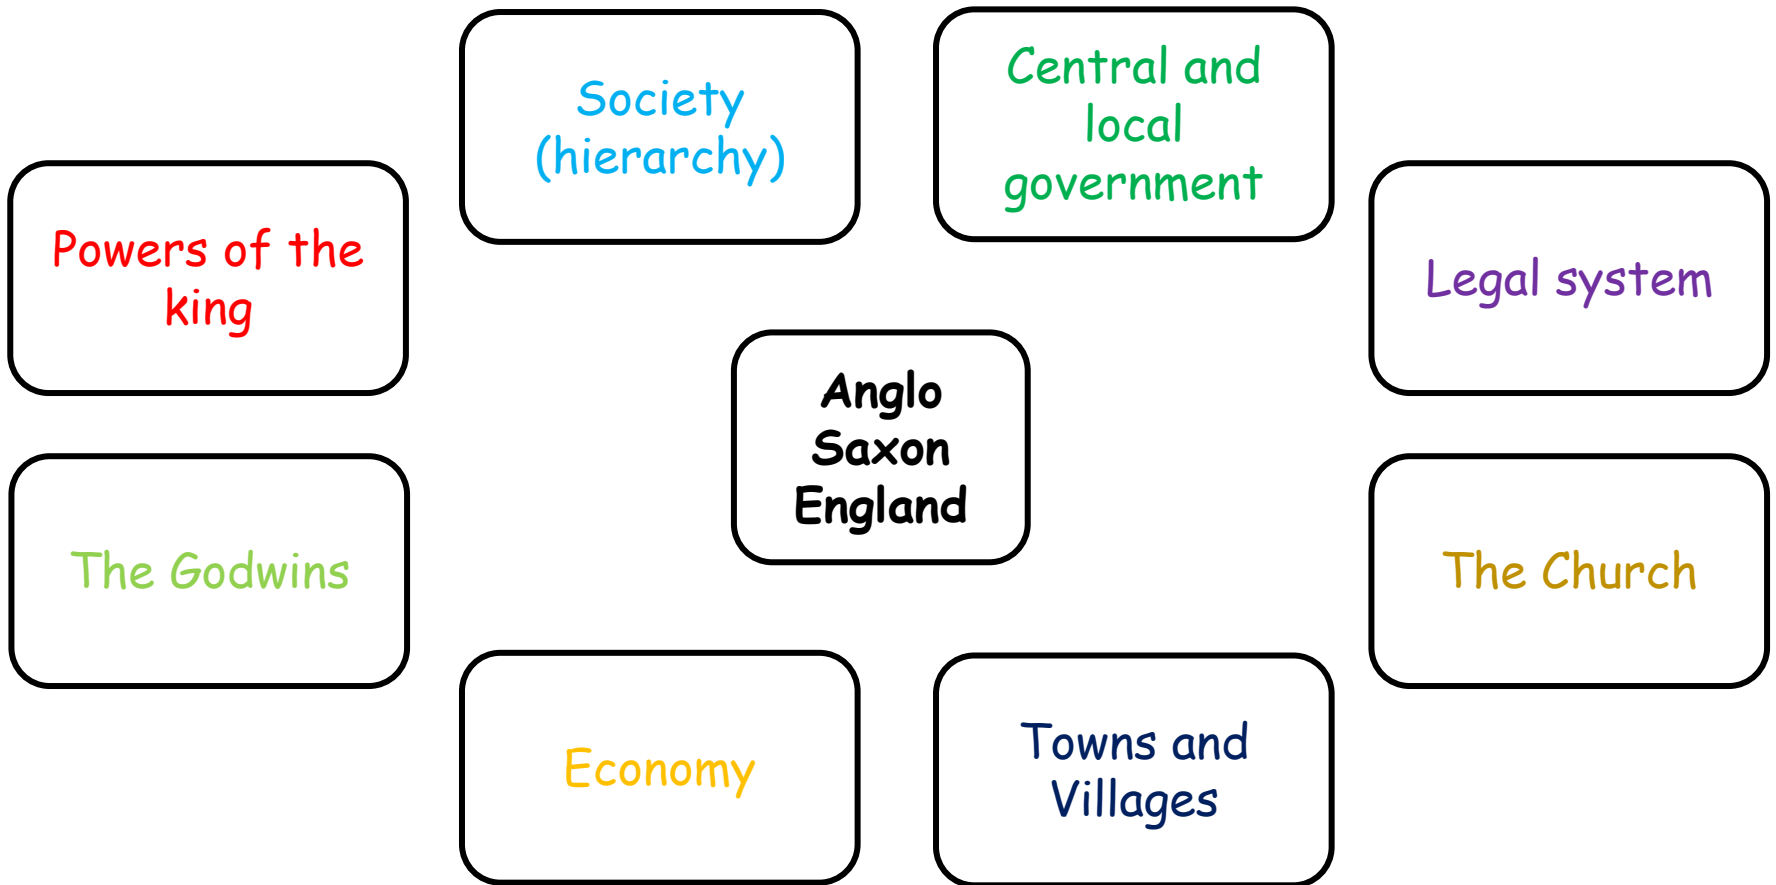 Society
(hierarchy)
Central and
local
government
Powers of the
king
Legal system
Anglo
Saxon
England
The Godwins
The Church
Economy
Towns and
Villages